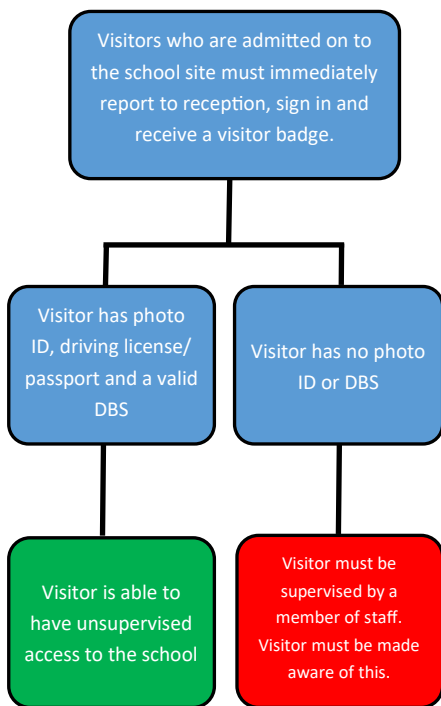 Visitors who are admitted on to
the school site must immediately
report to reception, sign in and
receive a visitor badge.
Visitor has photo
ID, driving license/
passport and a valid
DBS
Visitor has no photo
ID or DBS
Visitor is able to
have unsupervised
access to the school
Visitor must be
supervised by a
member of staff.
Visitor must be made
aware of this.